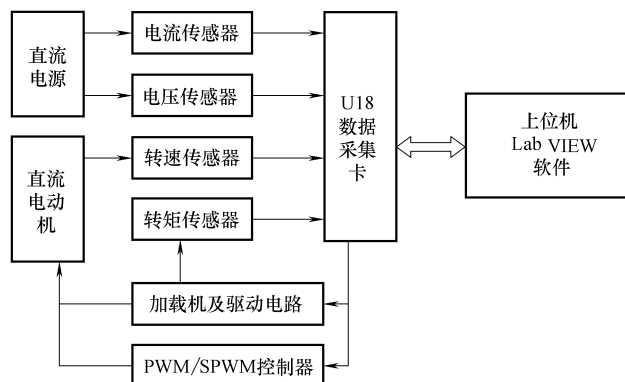 直流
电源
电流传感器
电压传感器
直流
电动
机
转速传感器
转矩传感器
U18
数据
采集
卡
上位机
Lab VIEW
软件
加载机及驱动电路
PWM/SPWM控制器